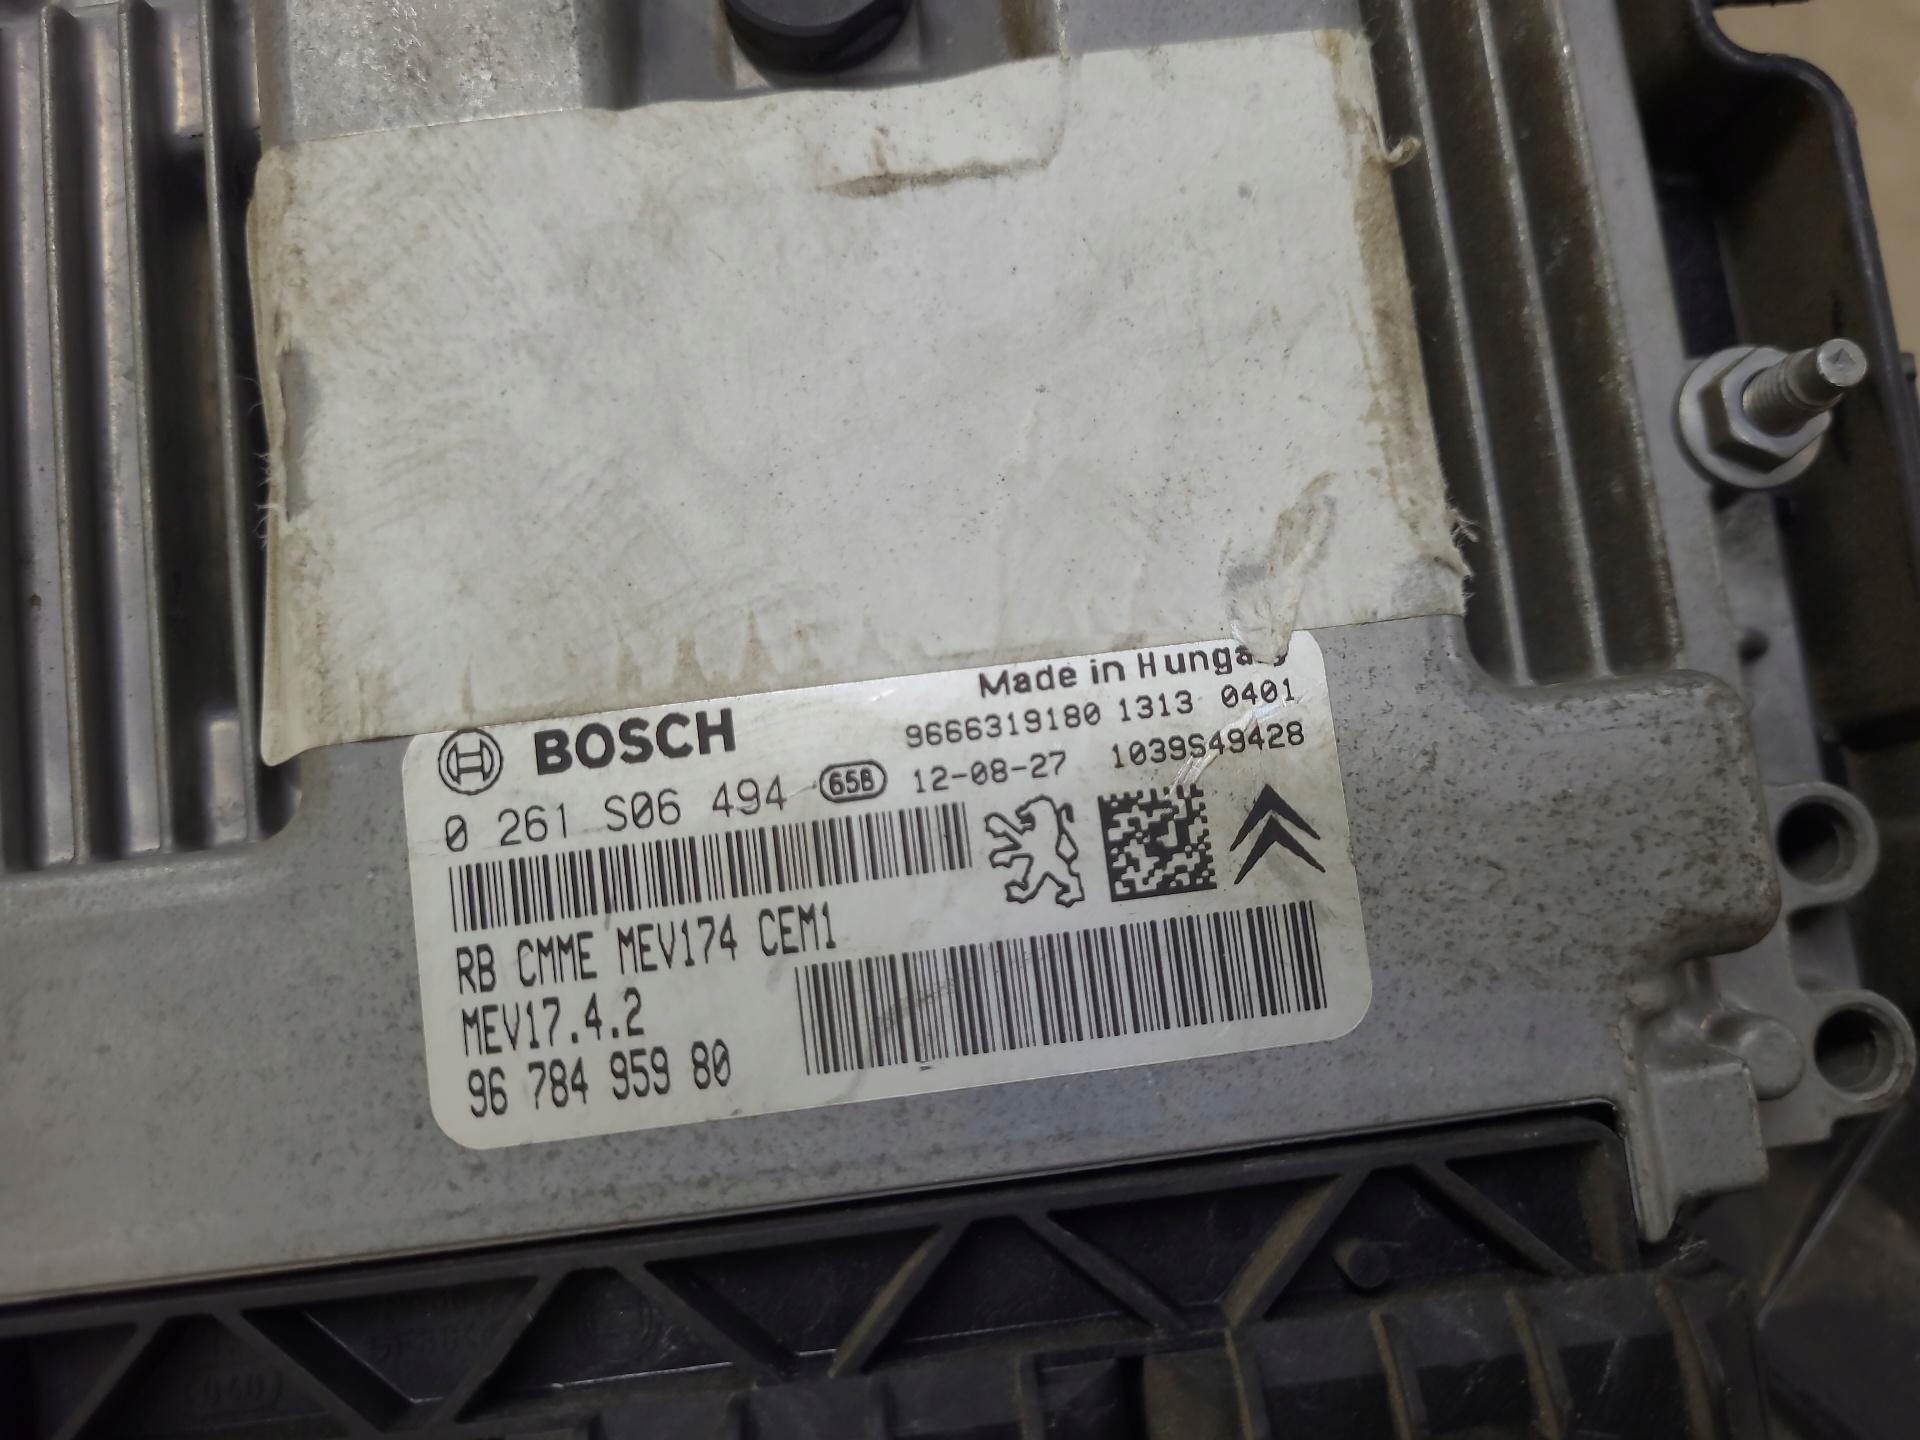 Made in Hungary
BOSCH 9666319180 1313 0401
0 261 S06 494 65B 12-08-27 1039S49428
RB CMME MEV174 CEM1
MEV17.4.2
96 784 959 80